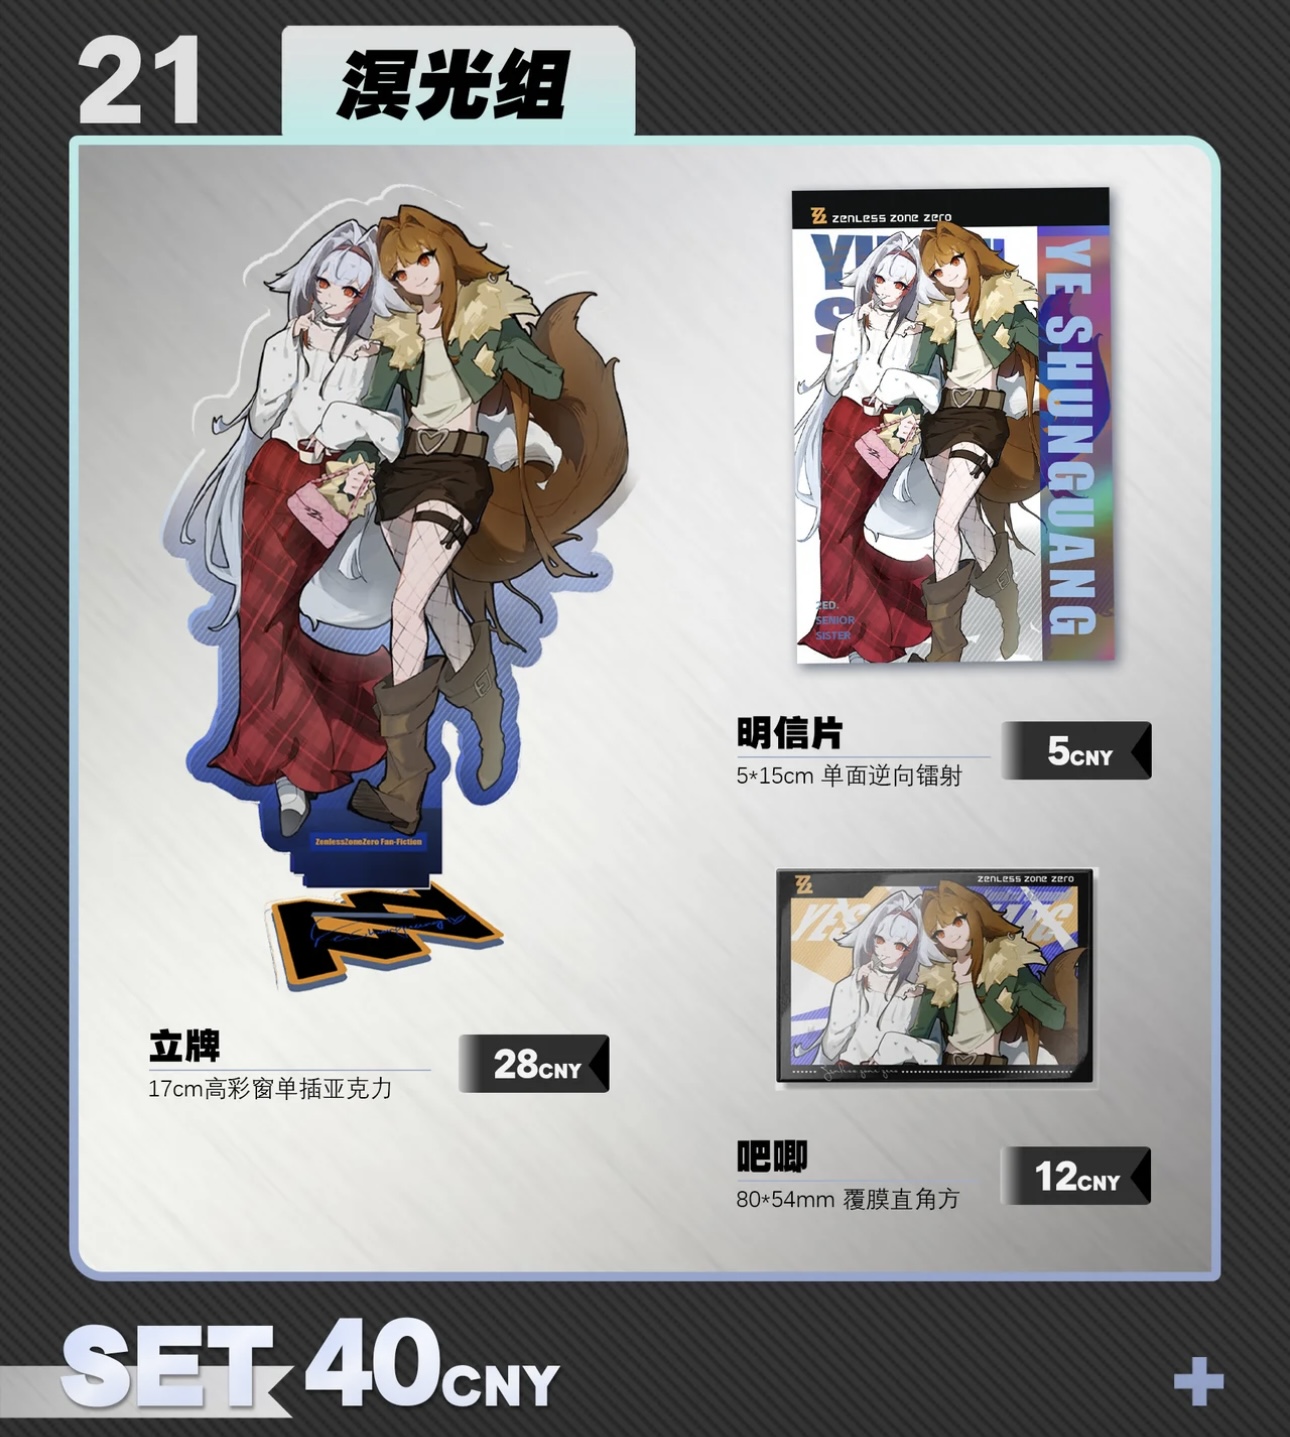 21
溟光组
ZENLESS ZONE ZERO
YE SHUNGUANG
ZED.
SENIOR
SISTER
明信片
5CNY
5*15cm 单面逆向镭射
ZenlessZoneZero Fan-Fiction
ZENLESS ZONE ZERO
立牌
28CNY
17cm高彩窗单插亚克力
吧唧
12CNY
80*54mm 覆膜直角方
SET 40CNY